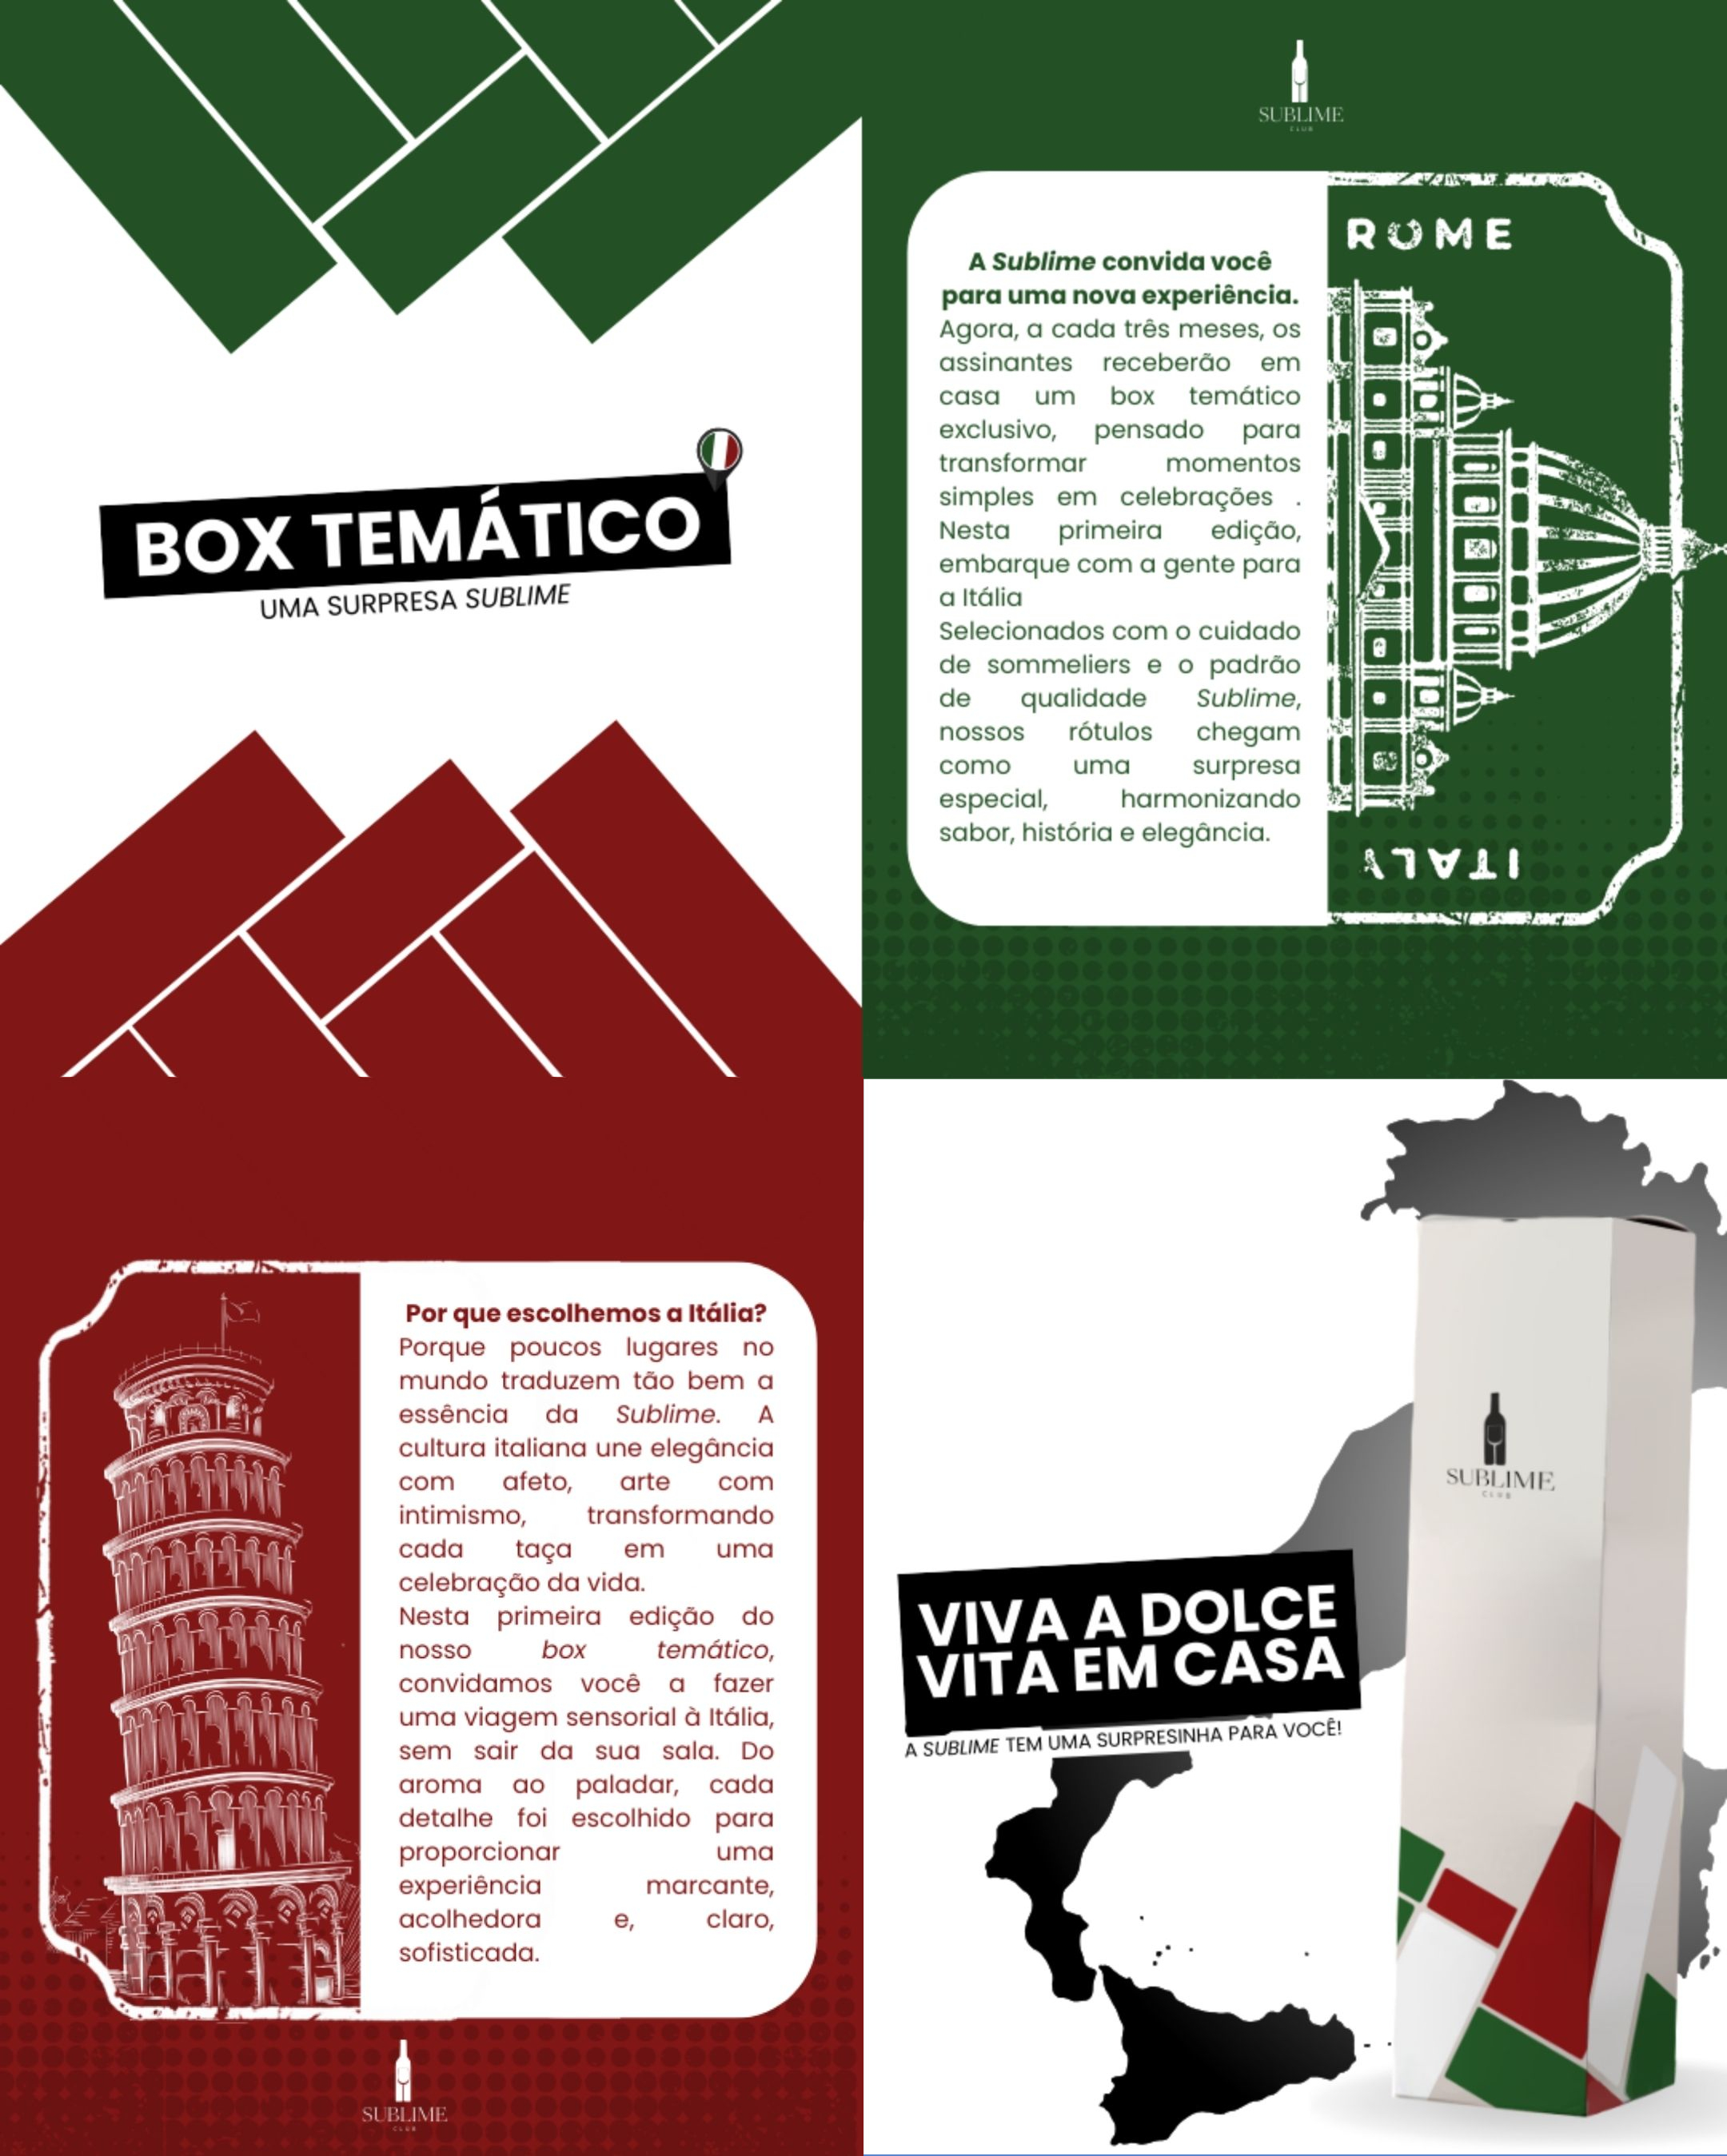 BOX TEMÁTICO
UMA SURPRESA SUBLIME
SUBLIME
CLUB
A Sublime convida você
para uma nova experiência.
Agora, a cada três meses, os
assinantes receberão em
casa um box temático
exclusivo, pensado para
transformar momentos
simples em celebrações .
Nesta primeira edição,
embarque com a gente para
a Itália
Selecionados com o cuidado
de sommeliers e o padrão
de qualidade Sublime,
nossos rótulos chegam
como uma surpresa
especial, harmonizando
sabor, história e elegância.
ROME
ITALY
Por que escolhemos a Itália?
Porque poucos lugares no
mundo traduzem tão bem a
essência da Sublime. A
cultura italiana une elegância
com afeto, arte com
intimismo, transformando
cada taça em uma
celebração da vida.
Nesta primeira edição do
nosso box temático,
convidamos você a fazer
uma viagem sensorial à Itália,
sem sair da sua sala. Do
aroma ao paladar, cada
detalhe foi escolhido para
proporcionar uma
experiência marcante,
acolhedora e, claro,
sofisticada.
SUBLIME
CLUB
SUBLIME
CLUB
VIVA A DOLCE
VITA EM CASA
A SUBLIME TEM UMA SURPRESINHA PARA VOCÊ!